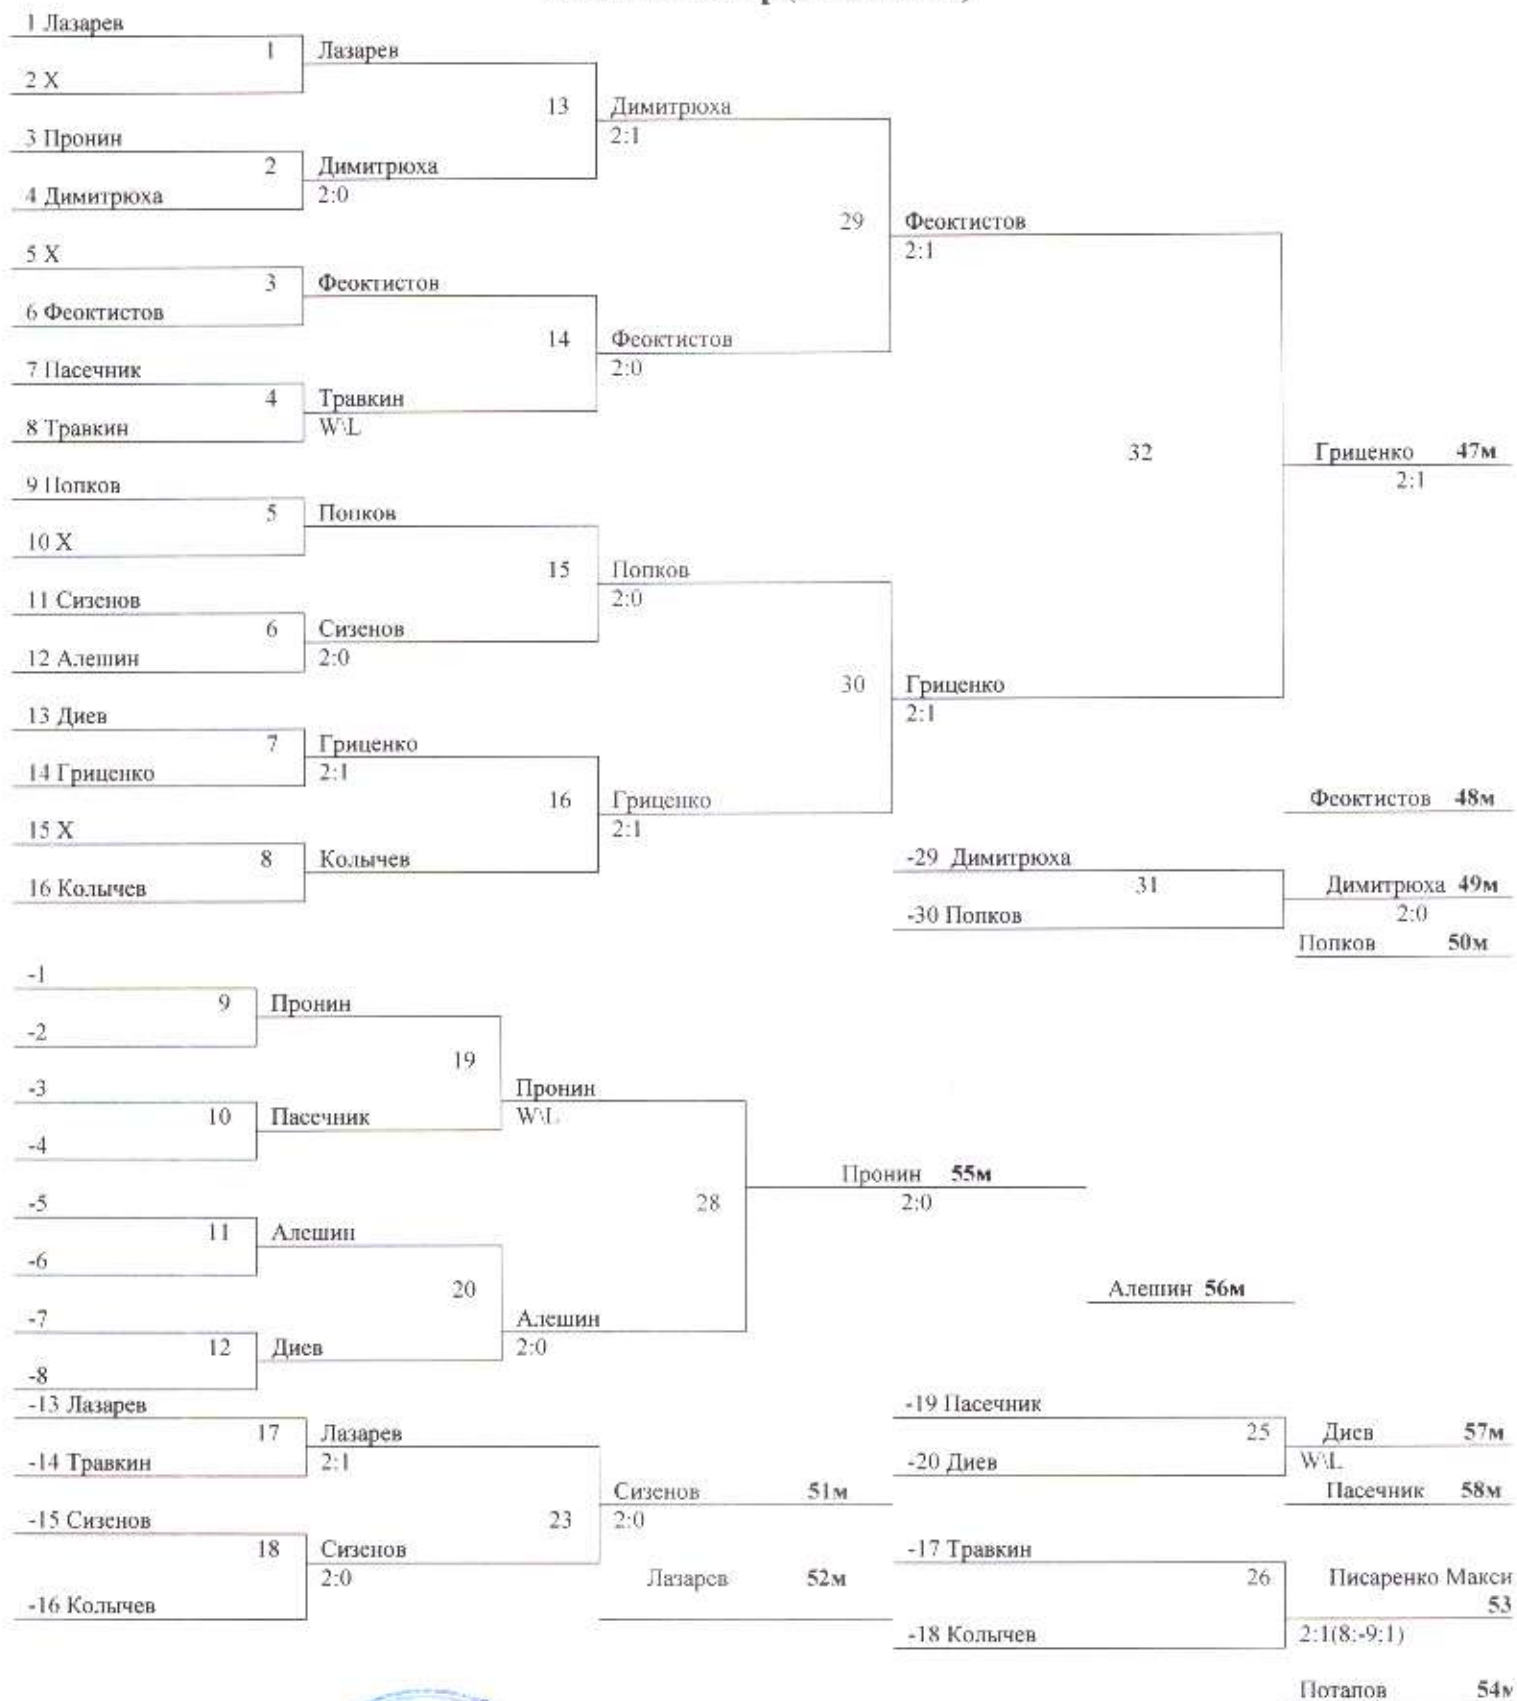 1 Лазарев
1 Лазарев
2 X
13 Димитрюха
2:1
3 Пронин
2 Димитрюха
2:0
4 Димитрюха
29 Феоктистов
2:1
5 X
3 Феоктистов
6 Феоктистов
14 Феоктистов
2:0
7 Пасечник
4 Травкин
W\L
8 Травкин
32 Гриценко 47м
2:1
9 Попков
5 Попков
10 X
15 Попков
2:0
11 Сизенов
6 Сизенов
2:0
12 Алешин
30 Гриценко
2:1
13 Диев
7 Гриценко
2:1
14 Гриценко
16 Гриценко
2:1
Феоктистов 48м
15 X
8 Колычев
16 Колычев
-29 Димитрюха
31 Димитрюха 49м
2:0
-30 Попков
Попков 50м
-1
9 Пронин
-2
19 Пронин
W\L
-3
10 Пасечник
-4
28 Пронин 55м
2:0
-5
11 Алешин
-6
20 Алешин
2:0
Алешин 56м
-7
12 Диев
-8
-13 Лазарев
17 Лазарев
2:1
-14 Травкин
-19 Пасечник
25 Диев 57м
W\L
-20 Диев
Пасечник 58м
23 Сизенов 51м
2:0
-15 Сизенов
18 Сизенов
2:0
-16 Колычев
Лазарев 52м
-17 Травкин
26 Писаренко Макси
53
2:1(8:-9:1)
-18 Колычев
Потапов 54м